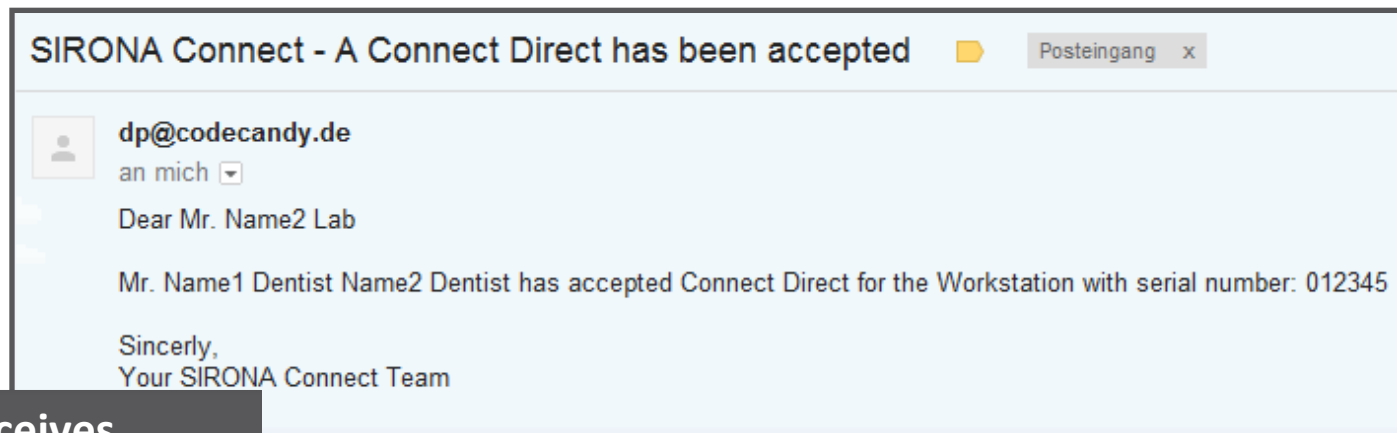 SIRONA Connect - A Connect Direct has been accepted Posteingang x
dp@codecandy.de
an mich
Dear Mr. Name2 Lab
Mr. Name1 Dentist Name2 Dentist has accepted Connect Direct for the Workstation with serial number: 012345
Sincerly,
Your SIRONA Connect Team